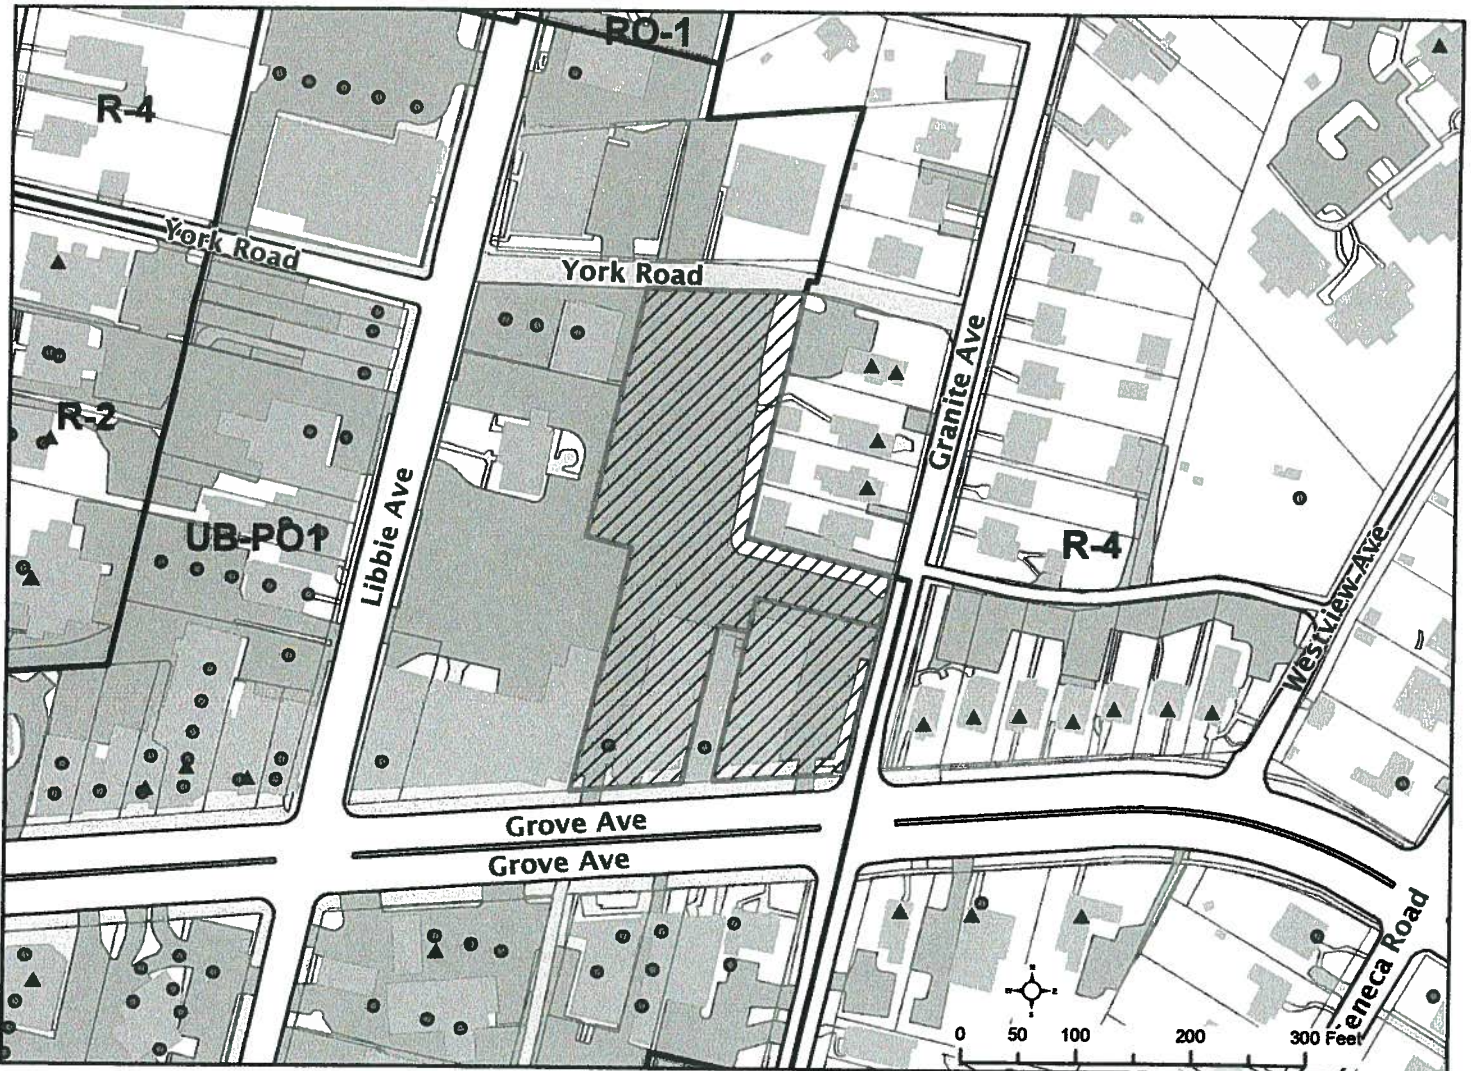 RO-1
R-4
York Road
York Road
Granite Ave
R-2
Libbie Ave
UB-PO1
R-4
Westview Ave
Grove Ave
Grove Ave
eneca Road
0 50 100 200 300 Feet